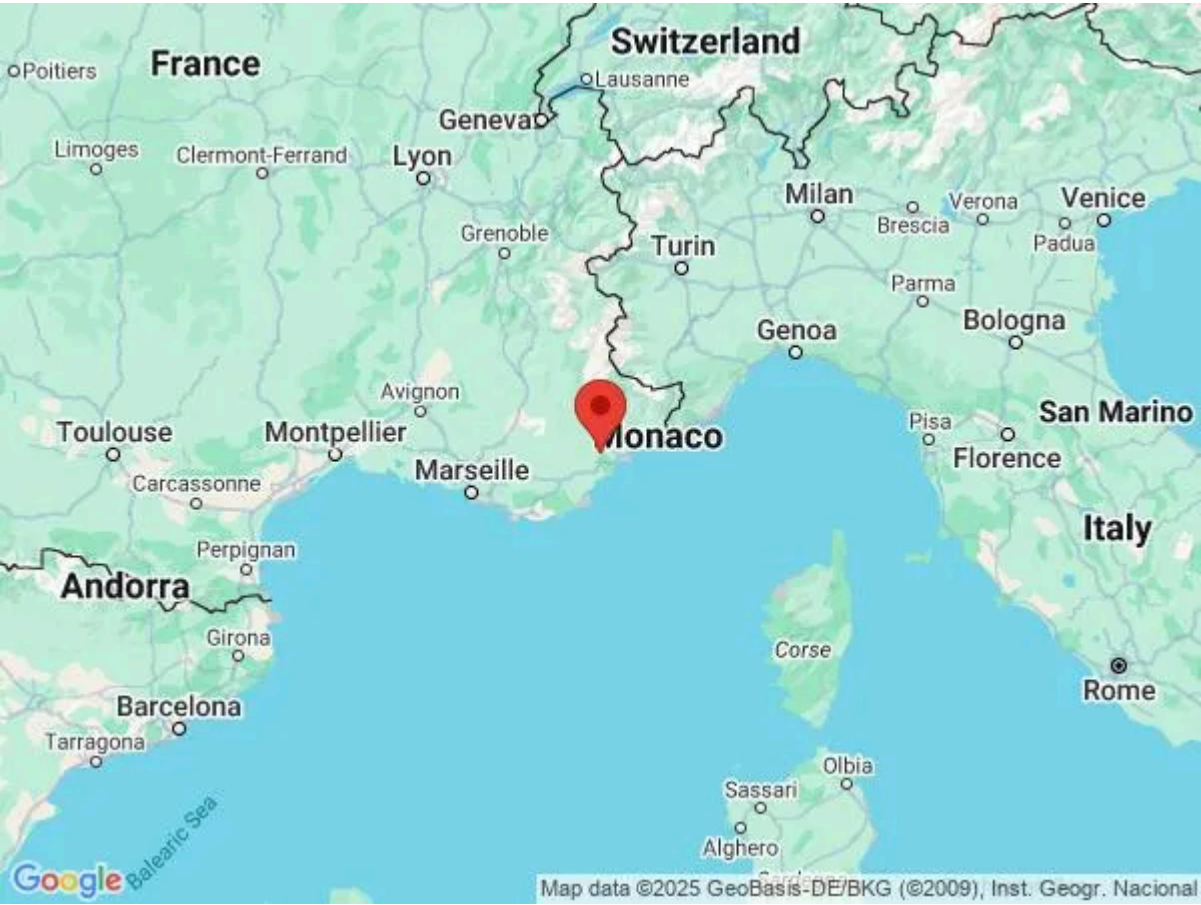 Switzerland
France
Poitiers
Lausanne
Geneva
Limoges
Clermont-Ferrand
Lyon
Milan
Verona
Venice
Brescia
Padua
Grenoble
Turin
Parma
Genoa
Bologna
Avignon
San Marino
Pisa
Toulouse
Montpellier
Monaco
Florence
Marseille
Carcassonne
Italy
Perpignan
Andorra
Girona
Corse
Rome
Barcelona
Tarragona
Olbia
Sassari
Balearic Sea
Alghero
Google
Map data ©2025 GeoBasis-DE/BKG (©2009), Inst. Geogr. Nacional